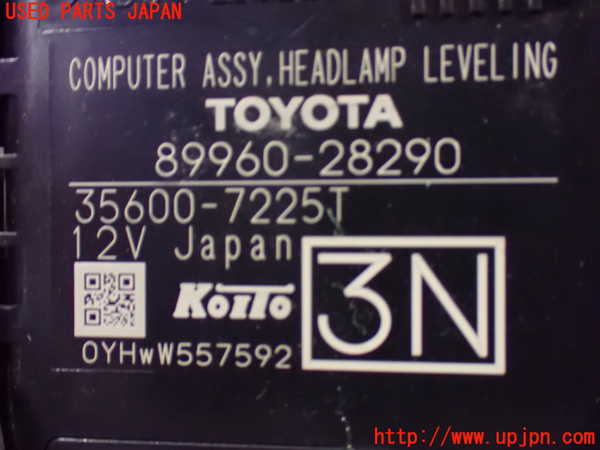 USED PARTS JAPAN
COMPUTER ASSY,HEADLAMP LEVELING
TOYOTA
89960-28290
35600-7225T
12V Japan
KOITO
3N
0YHwW557592
http://www.upjpn.com/